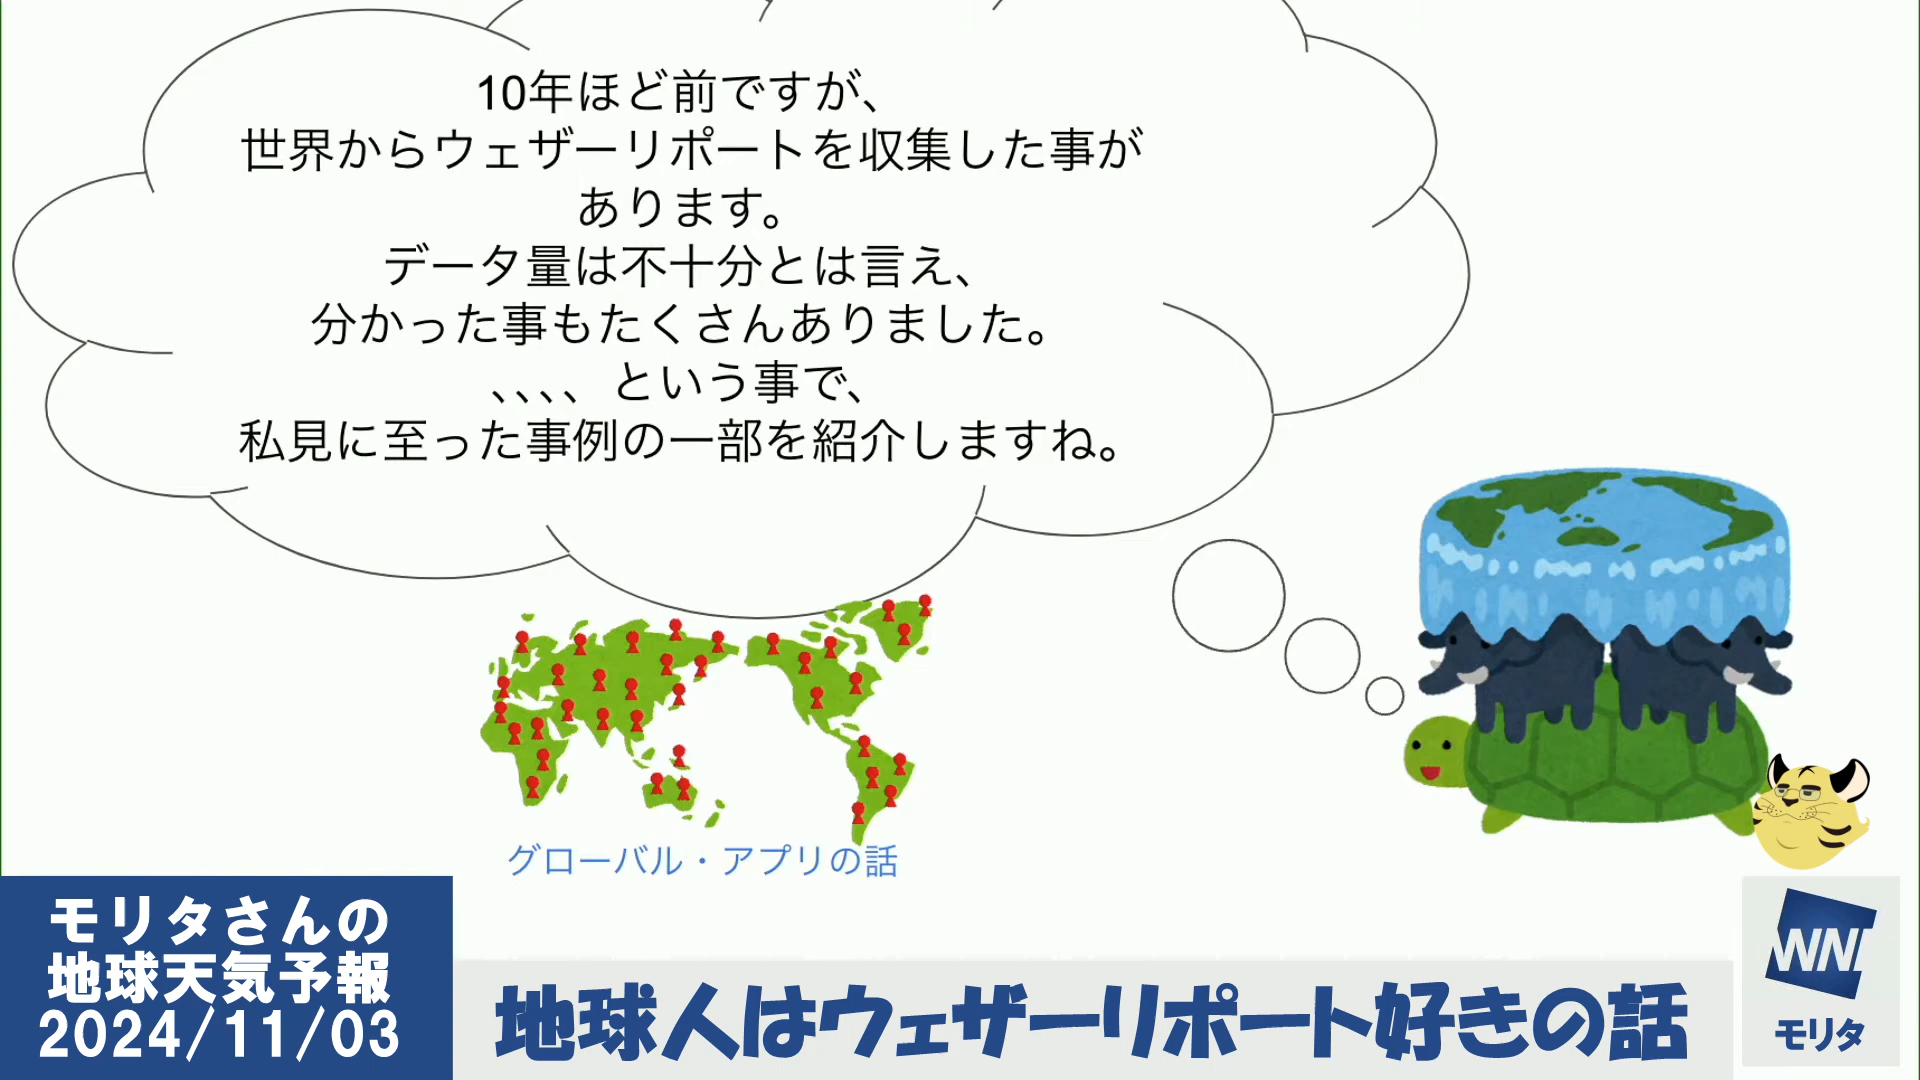 10年ほど前ですが、
世界からウェザーリポートを収集した事が
あります。
データ量は不十分とは言え、
分かった事もたくさんありました。
、、、、という事で、
私見に至った事例の一部を紹介しますね。
グローバル・アプリの話
モリタさんの
地球天気予報
2024/11/03
地球人はウェザーリポート好きの話
WNI
モリタ